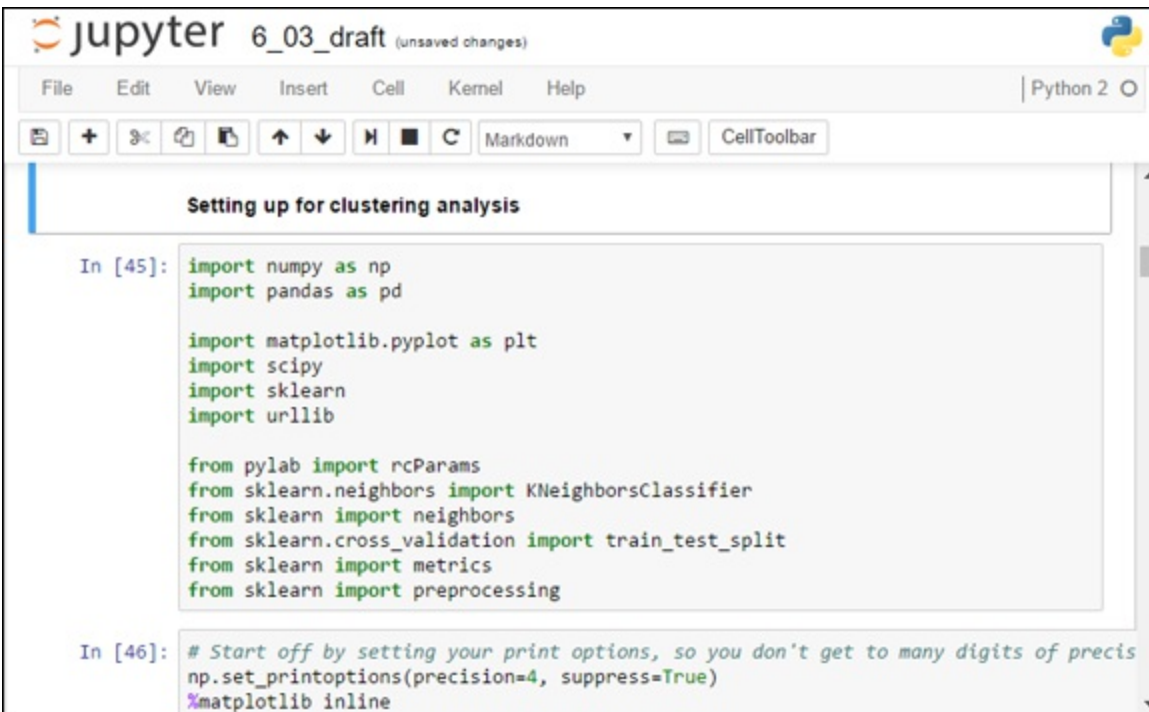 jupyter 6_03_draft (unsaved changes)
File Edit View Insert Cell Kernel Help Python 2
Markdown CellToolbar
Setting up for clustering analysis
In [45]: import numpy as np
import pandas as pd
import matplotlib.pyplot as plt
import scipy
import sklearn
import urllib
from pylab import rcParams
from sklearn.neighbors import KNeighborsClassifier
from sklearn import neighbors
from sklearn.cross_validation import train_test_split
from sklearn import metrics
from sklearn import preprocessing
In [46]: # Start off by setting your print options, so you don't get to many digits of precis
np.set_printoptions(precision=4, suppress=True)
%matplotlib inline